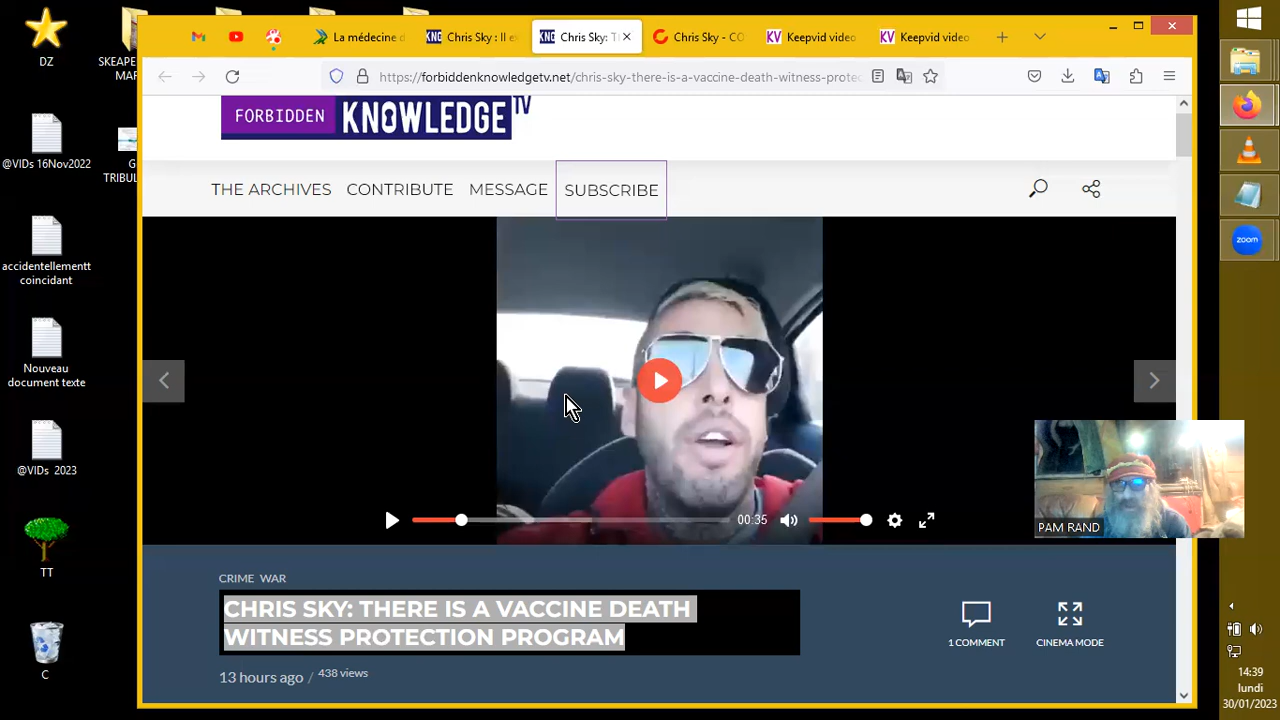 DZ
SKEAPE
MAR
@VIDs 16Nov2022
G
TRIBUL
accidentellementt
coincidant
Nouveau
document texte
@VIDs 2023
TT
C
La médecine d
Chris Sky : Il e
Chris Sky: T
Chris Sky - CO
Keepvid video
Keepvid video
https://forbiddenknowledgetv.net/chris-sky-there-is-a-vaccine-death-witness-protec
FORBIDDEN KNOWLEDGE TV
THE ARCHIVES CONTRIBUTE MESSAGE SUBSCRIBE
00:35
PAM RAND
CRIME WAR
CHRIS SKY: THERE IS A VACCINE DEATH
WITNESS PROTECTION PROGRAM
13 hours ago / 438 views
1 COMMENT
CINEMA MODE
zoom
14:39
lundi
30/01/2023